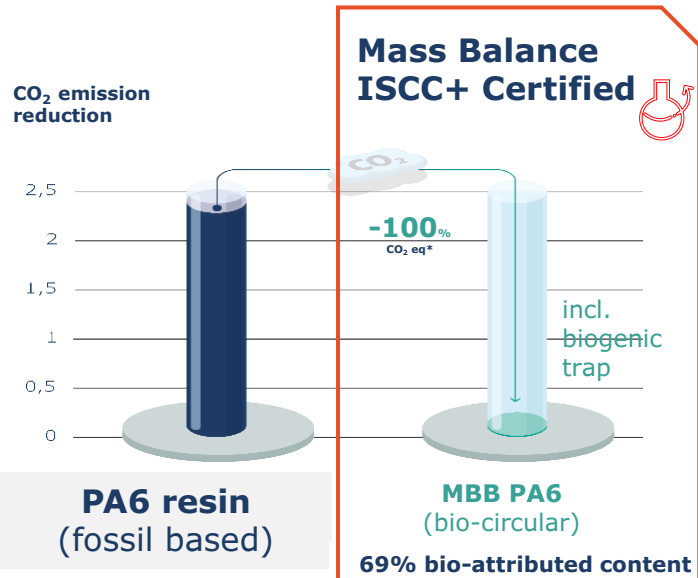 Mass Balance
ISCC+ Certified
CO₂ emission
reduction
CO₂
2,5
2
1,5
1
0,5
0
-100%
CO₂ eq*
incl.
biogenic
trap
PA6 resin
(fossil based)
MBB PA6
(bio-circular)
69% bio-attributed content